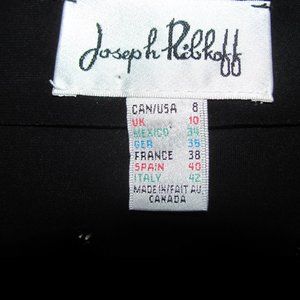 Joseph Ribkoff
CAN/USA 8
UK 10
MEXICO 34
GER 36
FRANCE 38
SPAIN 40
ITALY 42
MADE IN/FAIT AU
CANADA